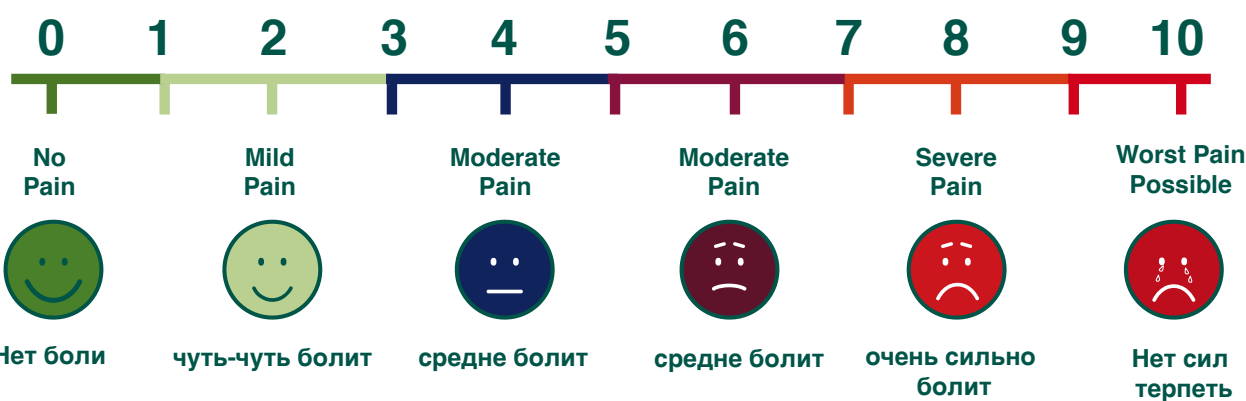 0 1 2 3 4 5 6 7 8 9 10
No Pain
Mild Pain
Moderate Pain
Moderate Pain
Severe Pain
Worst Pain Possible
Нет боли
чуть-чуть болит
средне болит
средне болит
очень сильно болит
Нет сил терпеть